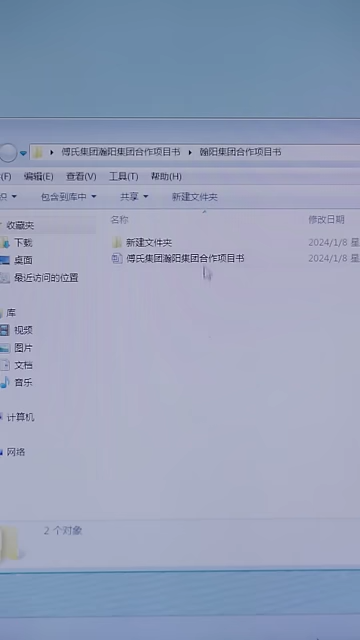 傅氏集团瀚阳集团合作项目书 ▸ 瀚阳集团合作项目书
(F) 编辑(E) 查看(V) 工具(T) 帮助(H)
织 包含到库中 共享 新建文件夹
收藏夹 名称 修改日期
下载 新建文件夹 2024/1/8 星
桌面 傅氏集团瀚阳集团合作项目书 2024/1/8 星
最近访问的位置
库
视频
图片
文档
音乐
计算机
网络
2 个对象